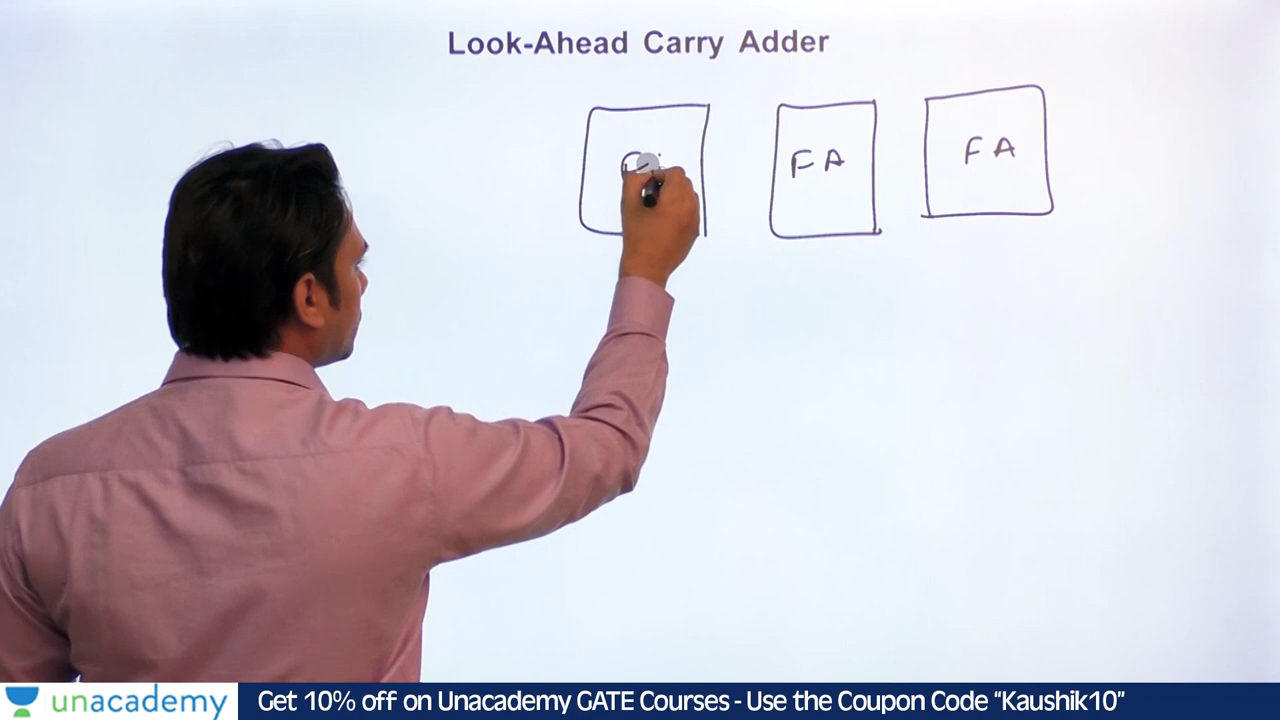 Look-Ahead Carry Adder
FA
FA
unacademy
Get 10% off on Unacademy GATE Courses - Use the Coupon Code “Kaushik10”